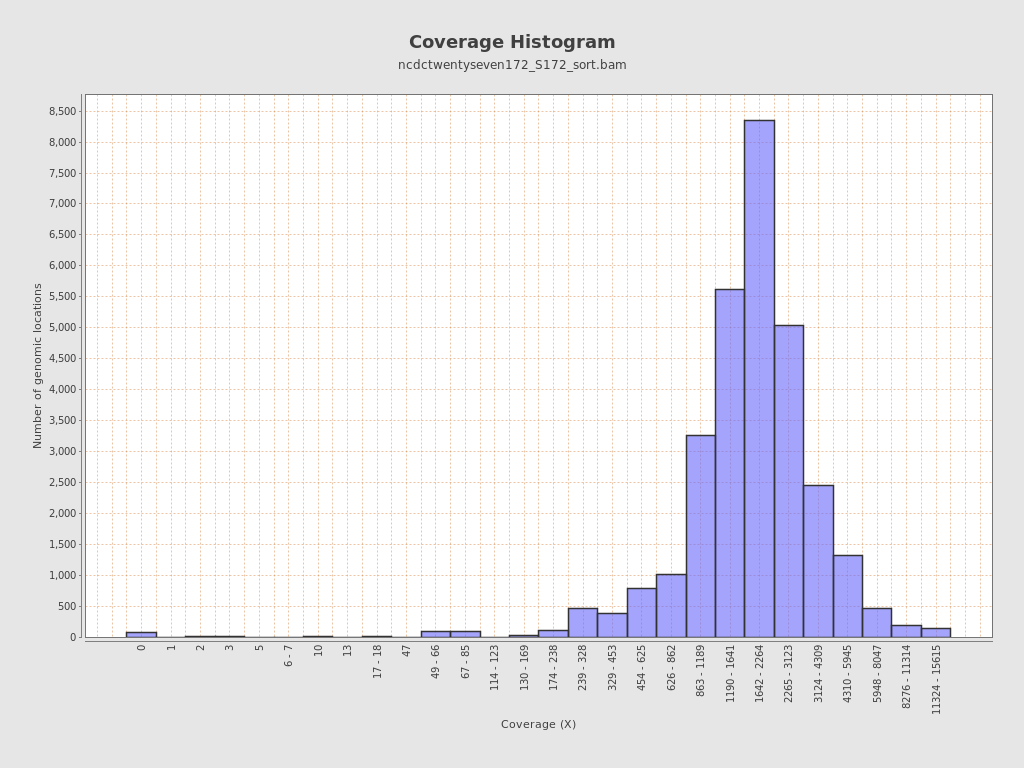 Coverage Histogram
ncdctwentyseven172_S172_sort.bam
Number of genomic locations
8,500
8,000
7,500
7,000
6,500
6,000
5,500
5,000
4,500
4,000
3,500
3,000
2,500
2,000
1,500
1,000
500
0
0
1
2
3
5
6 - 7
10
13
17 - 18
47
49 - 66
67 - 85
114 - 123
130 - 169
174 - 238
239 - 328
329 - 453
454 - 625
626 - 862
863 - 1189
1190 - 1641
1642 - 2264
2265 - 3123
3124 - 4309
4310 - 5945
5948 - 8047
8276 - 11314
11324 - 15615
Coverage (X)